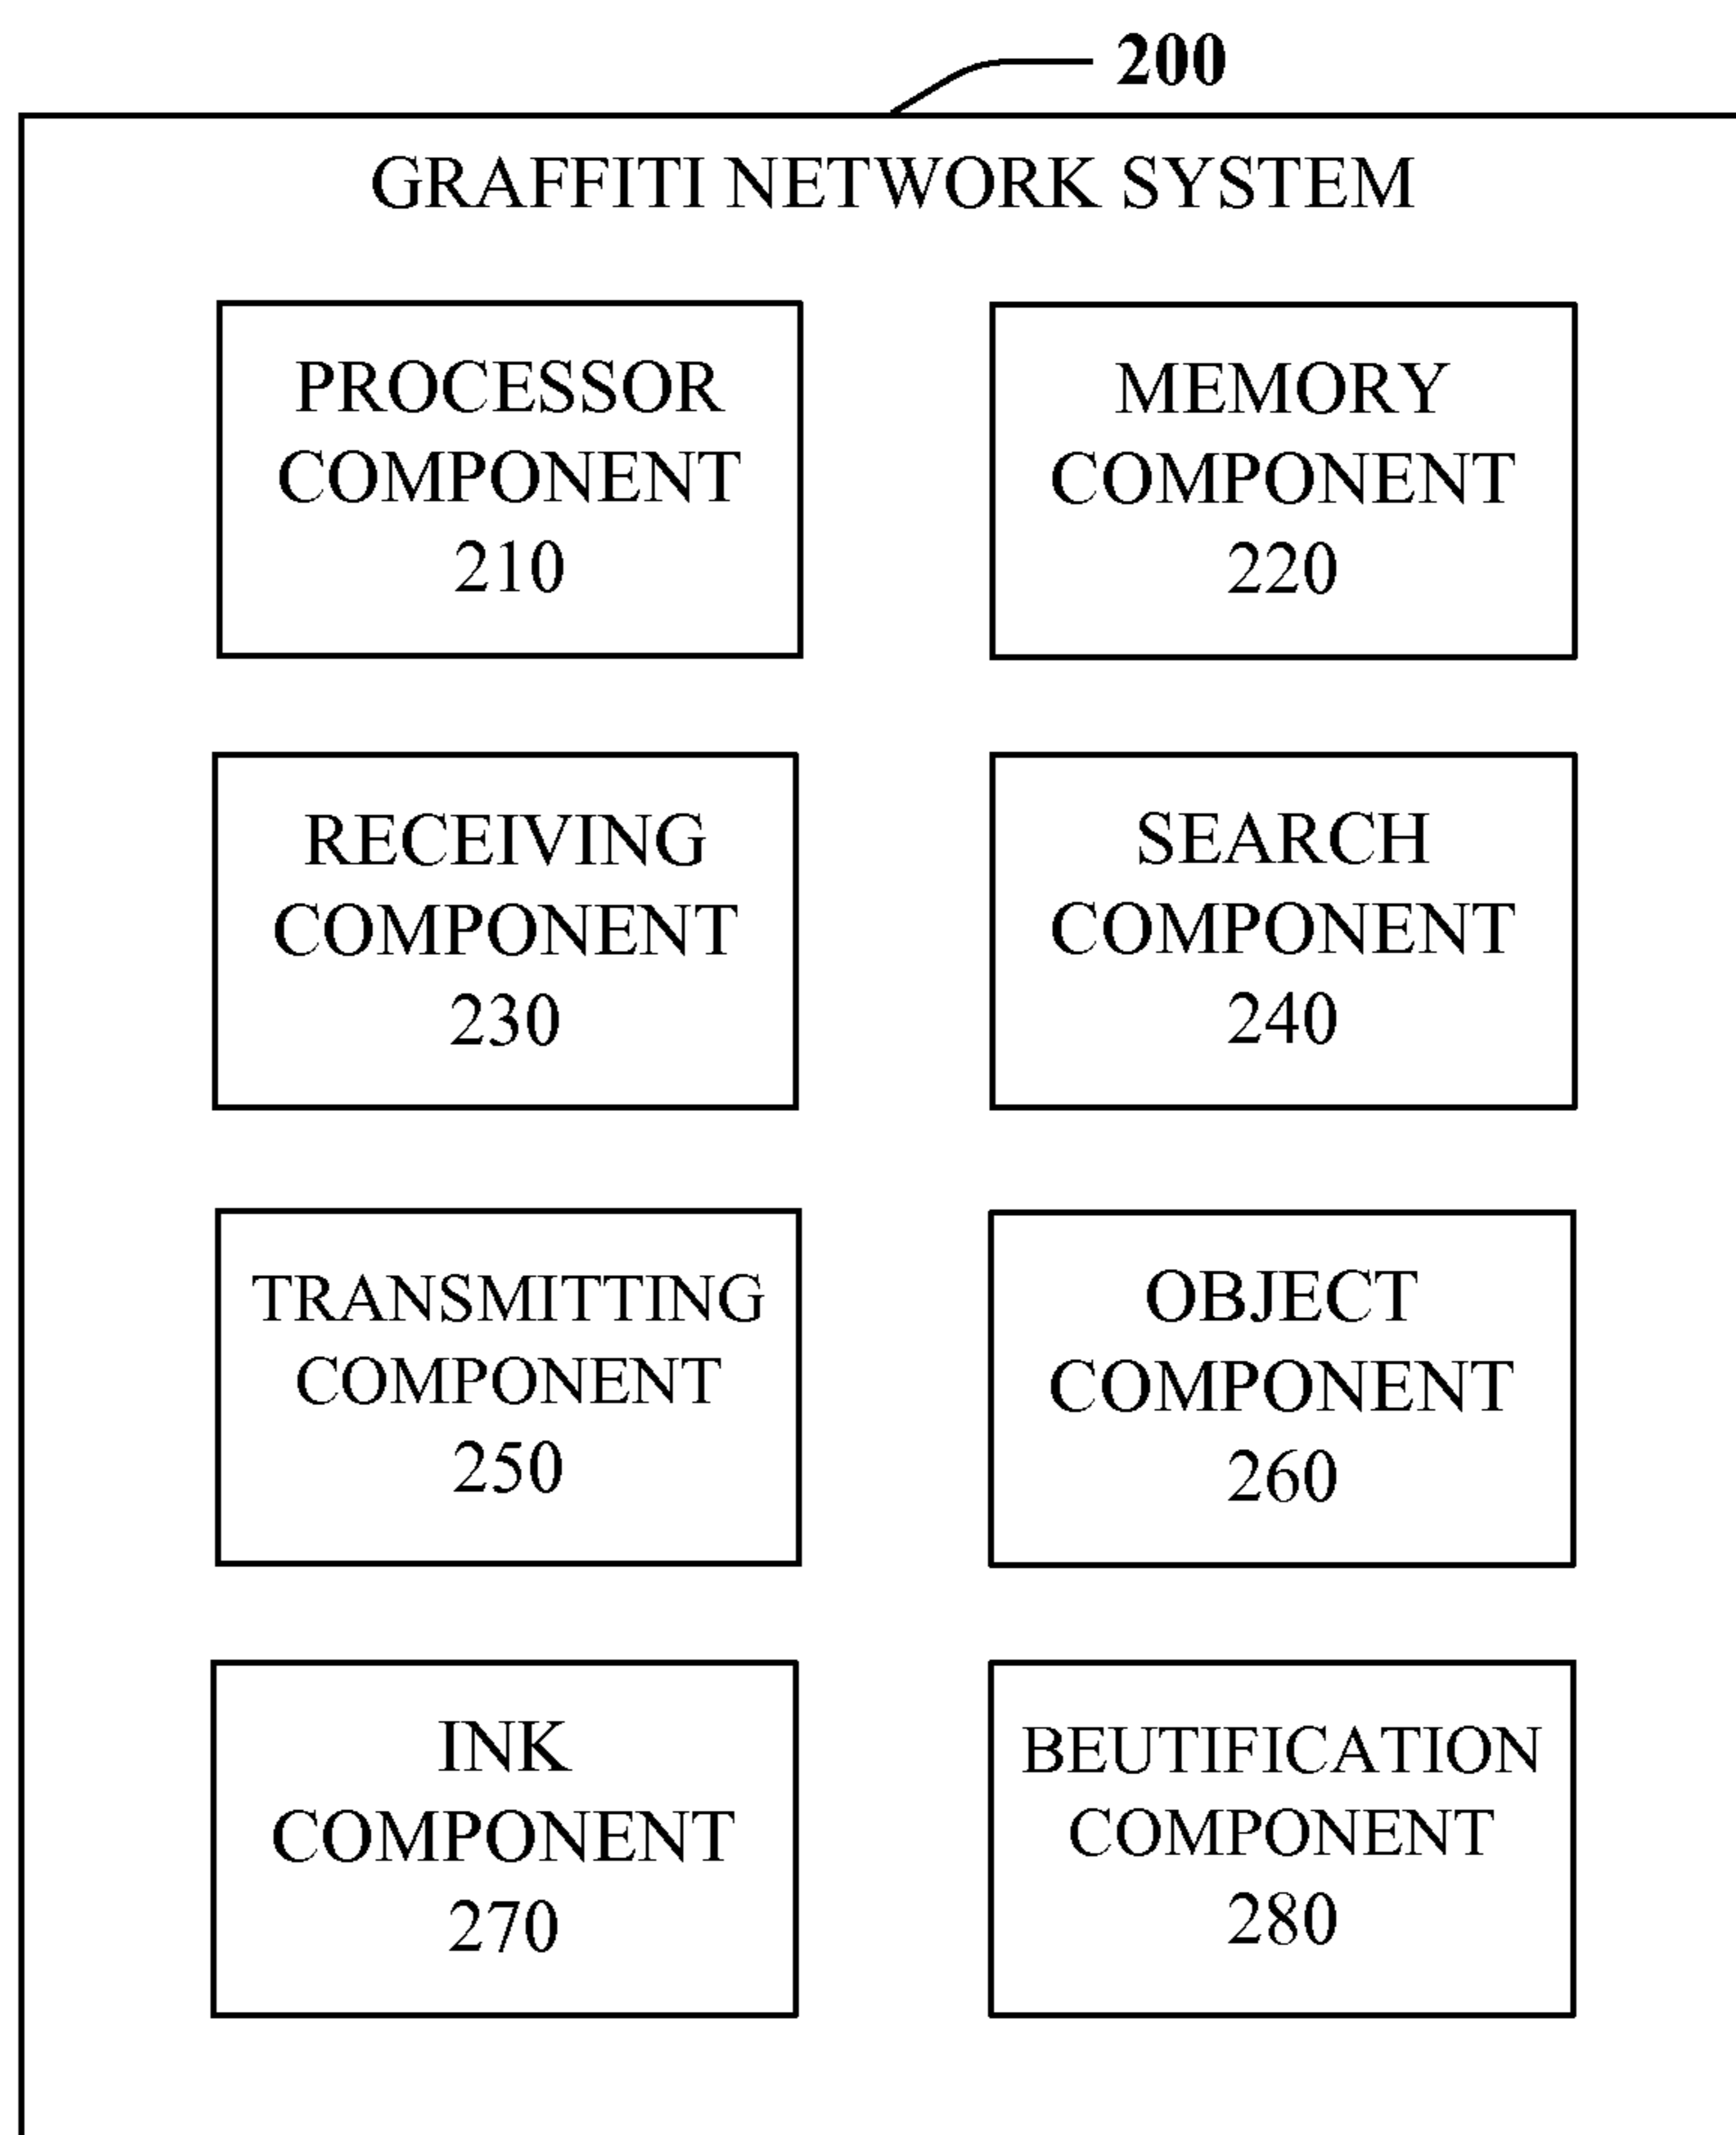 200
GRAFFITI NETWORK SYSTEM
PROCESSOR
COMPONENT
210
MEMORY
COMPONENT
220
RECEIVING
COMPONENT
230
SEARCH
COMPONENT
240
TRANSMITTING
COMPONENT
250
OBJECT
COMPONENT
260
INK
COMPONENT
270
BEUTIFICATION
COMPONENT
280